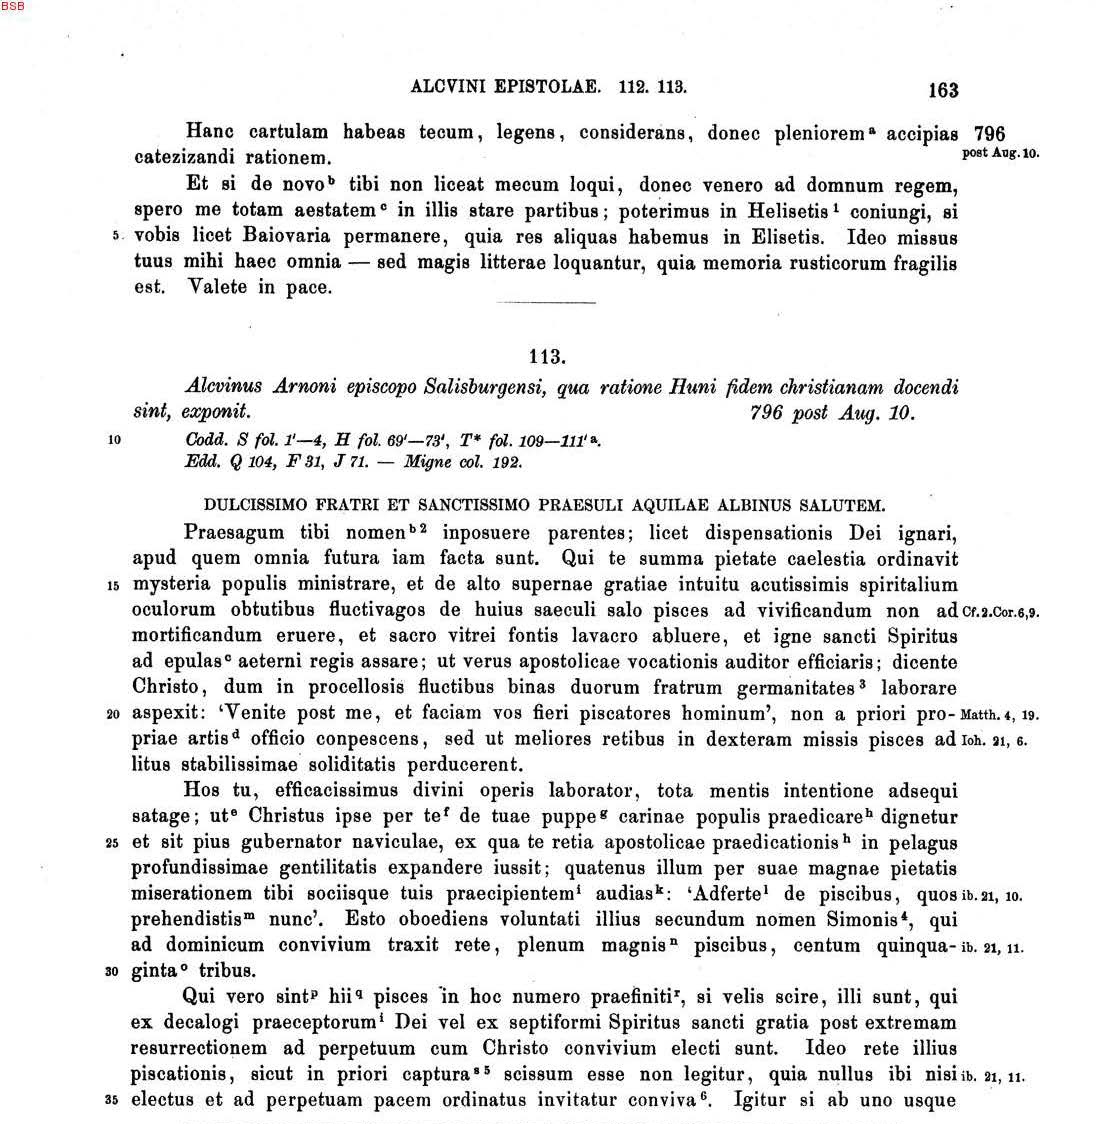 BSB
ALCVINI EPISTOLAE. 112. 113. 163
Hanc cartulam habeas tecum, legens, considerans, donec pleniorem a accipias 796
catezizandi rationem. post Aug. 10.
Et si de novo b tibi non liceat mecum loqui, donec venero ad domnum regem,
spero me totam aestatem c in illis stare partibus; poterimus in Helisetis 1 coniungi, si
5 vobis licet Baiovaria permanere, quia res aliquas habemus in Elisetis. Ideo missus
tuus mihi haec omnia — sed magis litterae loquantur, quia memoria rusticorum fragilis
est. Valete in pace.
113.
Alcvinus Arnoni episcopo Salisburgensi, qua ratione Huni fidem christianam docendi
sint, exponit. 796 post Aug. 10.
10 Codd. S fol. 1'—4, H fol. 69'—73', T* fol. 109—111' a.
Edd. Q 104, F 31, J 71. — Migne col. 192.
DULCISSIMO FRATRI ET SANCTISSIMO PRAESULI AQUILAE ALBINUS SALUTEM.
Praesagum tibi nomen b 2 inposuere parentes; licet dispensationis Dei ignari,
apud quem omnia futura iam facta sunt. Qui te summa pietate caelestia ordinavit
15 mysteria populis ministrare, et de alto supernae gratiae intuitu acutissimis spiritalium
oculorum obtutibus fluctivagos de huius saeculi salo pisces ad vivificandum non ad Cf. 2. Cor. 6, 9.
mortificandum eruere, et sacro vitrei fontis lavacro abluere, et igne sancti Spiritus
ad epulas c aeterni regis assare; ut verus apostolicae vocationis auditor efficiaris; dicente
Christo, dum in procellosis fluctibus binas duorum fratrum germanitates 3 laborare
20 aspexit: ‘Venite post me, et faciam vos fieri piscatores hominum’, non a priori pro- Matth. 4, 19.
priae artis d officio conpescens, sed ut meliores retibus in dexteram missis pisces ad Ioh. 21, 6.
litus stabilissimae soliditatis perducerent.
Hos tu, efficacissimus divini operis laborator, tota mentis intentione adsequi
satage; ut e Christus ipse per te f de tuae puppe g carinae populis praedicare h dignetur
25 et sit pius gubernator naviculae, ex qua te retia apostolicae praedicationis h in pelagus
profundissimae gentilitatis expandere iussit; quatenus illum per suae magnae pietatis
miserationem tibi sociisque tuis praecipientem i audias k: ‘Adferte l de piscibus, quos ib. 21, 10.
prehendistis m nunc’. Esto oboediens voluntati illius secundum nomen Simonis 4, qui
ad dominicum convivium traxit rete, plenum magnis n piscibus, centum quinqua- ib. 21, 11.
30 ginta o tribus.
Qui vero sint p hii q pisces in hoc numero praefiniti r, si velis scire, illi sunt, qui
ex decalogi praeceptorum i Dei vel ex septiformi Spiritus sancti gratia post extremam
resurrectionem ad perpetuum cum Christo convivium electi sunt. Ideo rete illius
piscationis, sicut in priori captura s 5 scissum esse non legitur, quia nullus ibi nisi ib. 21, 11.
35 electus et ad perpetuam pacem ordinatus invitatur conviva 6. Igitur si ab uno usque